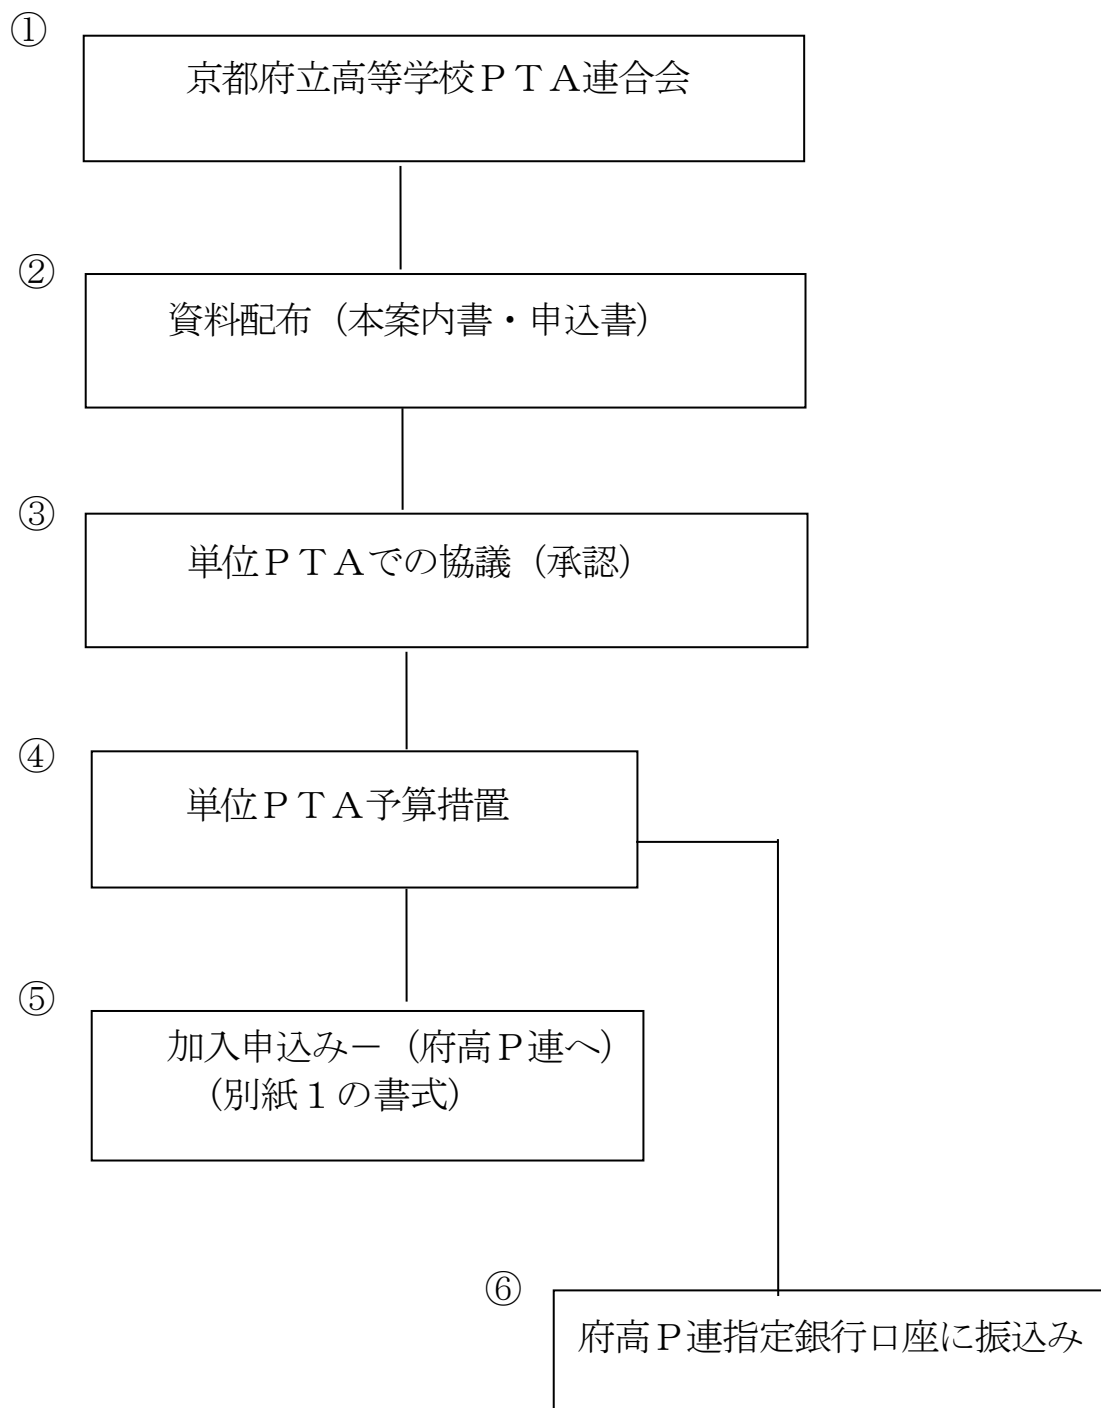 ①
京都府立高等学校ＰＴＡ連合会
②
資料配布（本案内書・申込書）
③
単位ＰＴＡでの協議（承認）
④
単位ＰＴＡ予算措置
⑤
加入申込み－（府高Ｐ連へ）
（別紙１の書式）
⑥
府高Ｐ連指定銀行口座に振込み